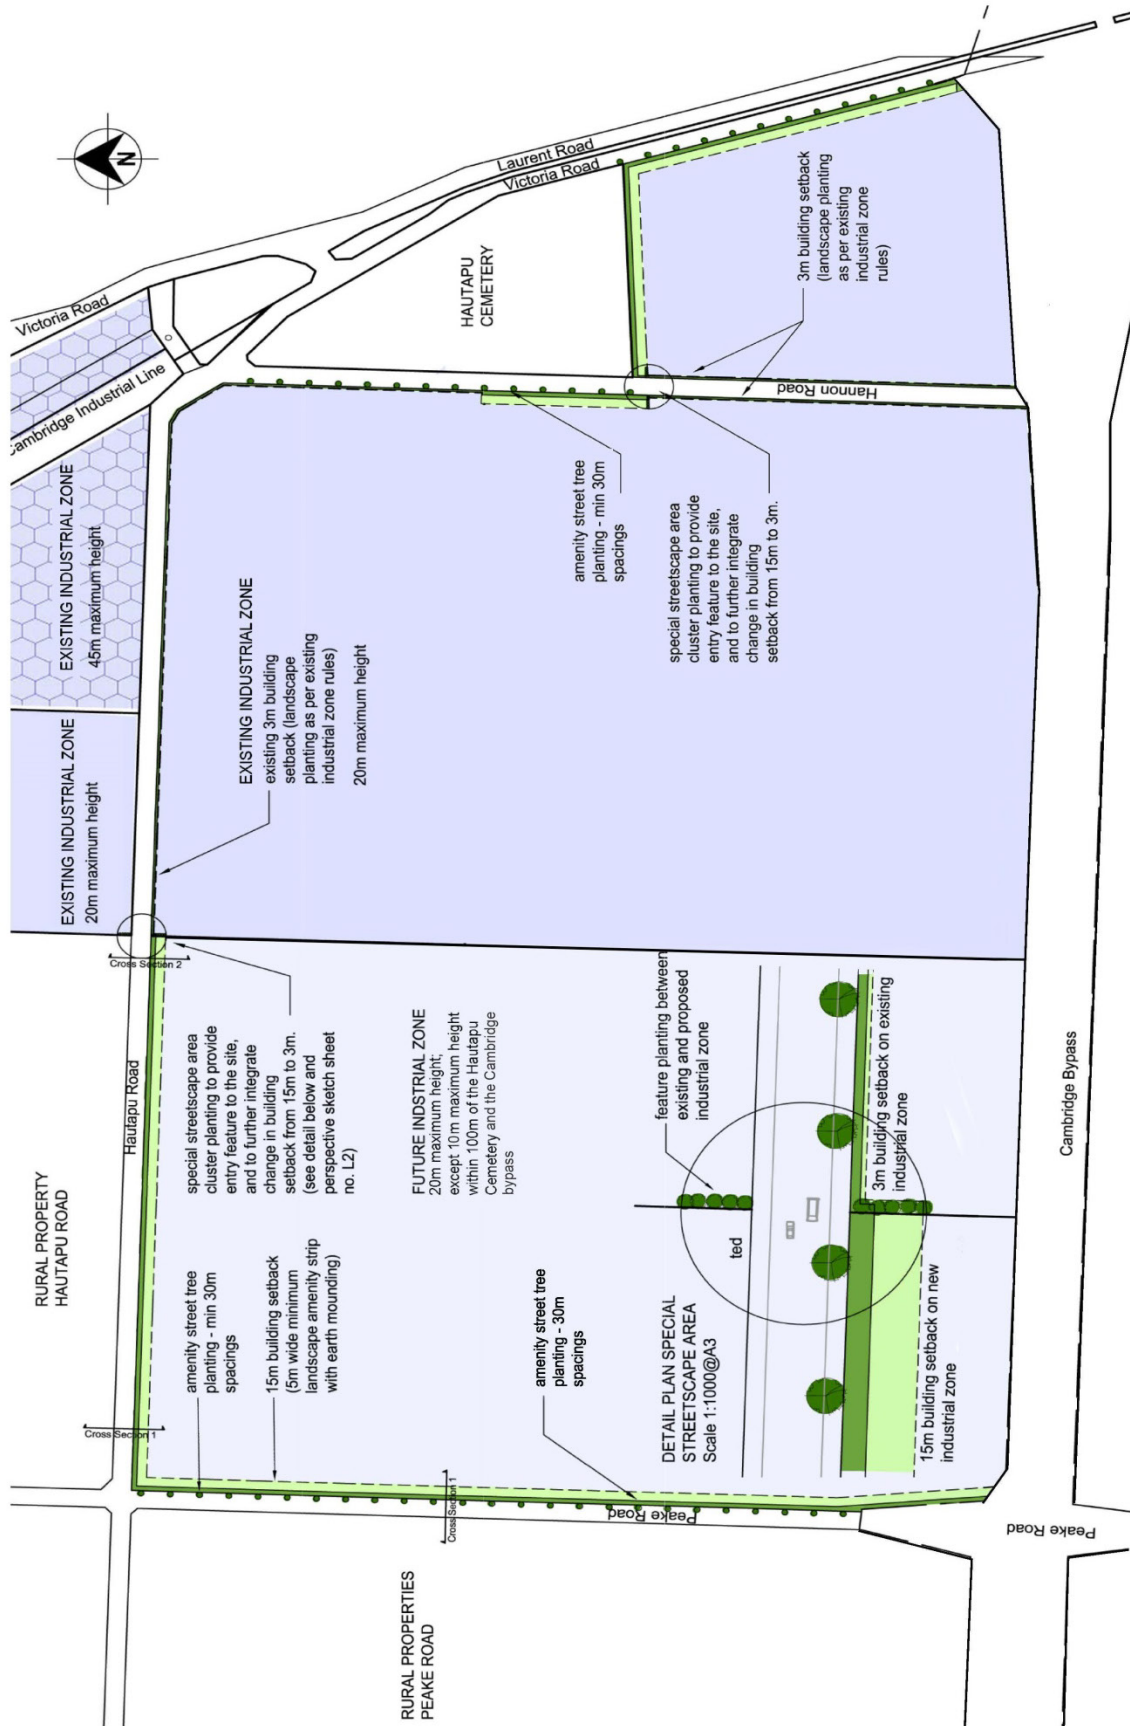 N
Laurent Road
Victoria Road
Victoria Road
Cambridge Industrial Line
HAUTAPU
CEMETERY
3m building setback
(landscape planting
as per existing
industrial zone
rules)
Hannon Road
EXISTING INDUSTRIAL ZONE
45m maximum height
EXISTING INDUSTRIAL ZONE
20m maximum height
EXISTING INDUSTRIAL ZONE
existing 3m building
setback (landscape
planting as per existing
industrial zone rules)
20m maximum height
amenity street tree
planting - min 30m
spacings
special streetscape area
cluster planting to provide
entry feature to the site,
and to further integrate
change in building
setback from 15m to 3m.
Cross Section 2
Hautapu Road
RURAL PROPERTY
HAUTAPU ROAD
special streetscape area
cluster planting to provide
entry feature to the site,
and to further integrate
change in building
setback from 15m to 3m.
(see detail below and
perspective sketch sheet
no. L2)
FUTURE INDSTRIAL ZONE
20m maximum height;
except 10m maximum height
within 100m of the Hautapu
Cemetery and the Cambridge
bypass
amenity street tree
planting - min 30m
spacings
15m building setback
(5m wide minimum
landscape amenity strip
with earth mounding)
Cross Section 1
Cross Section 1
amenity street tree
planting - 30m
spacings
Peake Road
feature planting between
existing and proposed
industrial zone
ted
DETAIL PLAN SPECIAL
STREETSCAPE AREA
Scale 1:1000@A3
3m building setback on existing
industrial zone
15m building setback on new
industrial zone
Cambridge Bypass
Peake Road
Peake Road
RURAL PROPERTIES
PEAKE ROAD